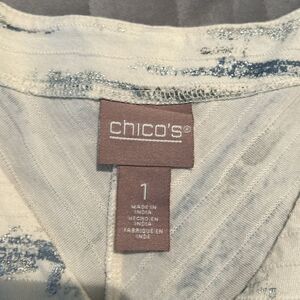 chico's®
1
MADE IN
INDIA
HECHO EN
INDIA
FABRIQUÉ EN
INDE